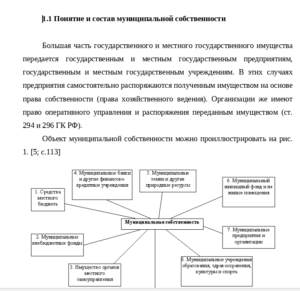 1.1 Понятие и состав муниципальной собственности
Большая часть государственного и местного государственного имущества
передается государственным и местным государственным предприятиям,
государственным и местным государственным учреждениям. В этих случаях
предприятия самостоятельно распоряжаются полученным имуществом на основе
права собственности (права хозяйственного ведения). Организации же имеют
право оперативного управления и распоряжения переданным имуществом (ст.
294 и 296 ГК РФ).
Объект муниципальной собственности можно проиллюстрировать на рис.
1. [5; с.113]
4. Муниципальные банки
и другие финансово-
кредитные учреждения
5. Муниципальные
земли и другие
природные ресурсы
6. Муниципальный
жилищный фонд и не
жилые помещения
1. Средства
местного
бюджета
Муниципальная собственность
2. Муниципальные
внебюджетные фонды
7. Муниципальные
предприятия и
организации
3. Имущество органов
местного
самоуправления
8. Муниципальные учреждения
образования, здравоохранения,
культуры и спорта